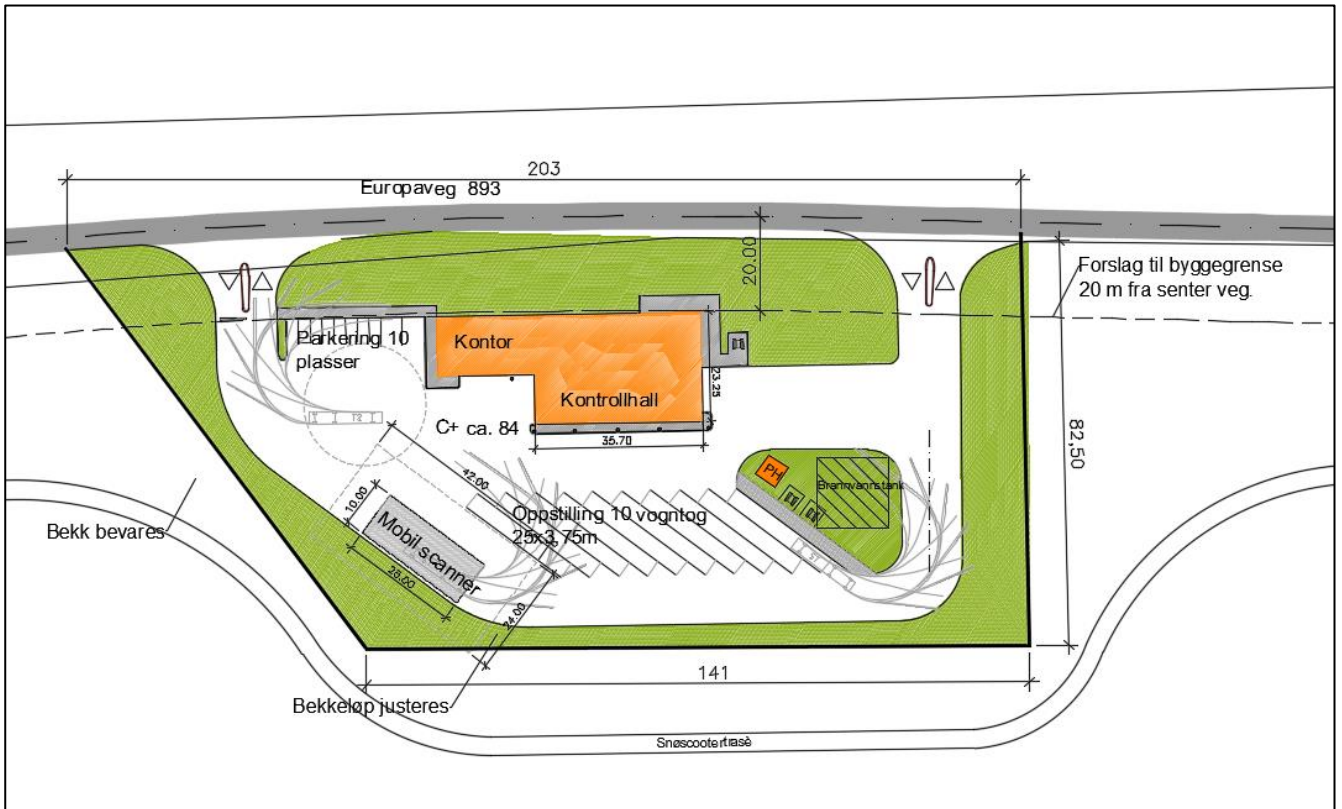 203
Europaveg 893
20.00
Forslag til byggegrense
20 m fra senter veg.
Parkering 10
plasser
Kontor
Kontrollhall
23.25
C+ ca. 84
35.70
82,50
42.00
PH
Brannvannstank
10.00
Oppstilling 10 vogntog
25x3,75m
Bekk bevares
Mobil scanner
24.00
141
Bekkeløp justeres
Snøscootertrasè